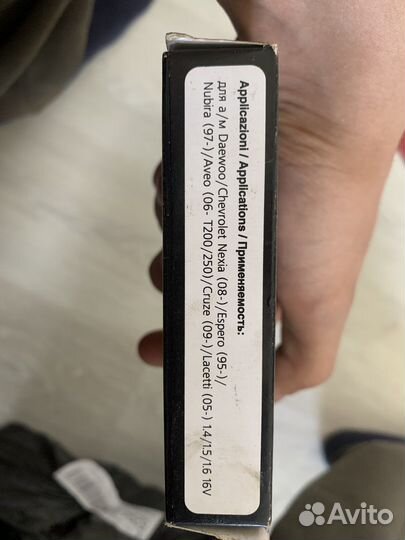 Applicazioni / Applications / Применяемость:
для а/м Daewoo/Chevrolet Nexia (08-)/Espero (95-)/
Nubira (97-)/Aveo (06- T200/250)/Cruze (09-)/Lacetti (05-) 1.4/1.5/1.6 16V
Avito